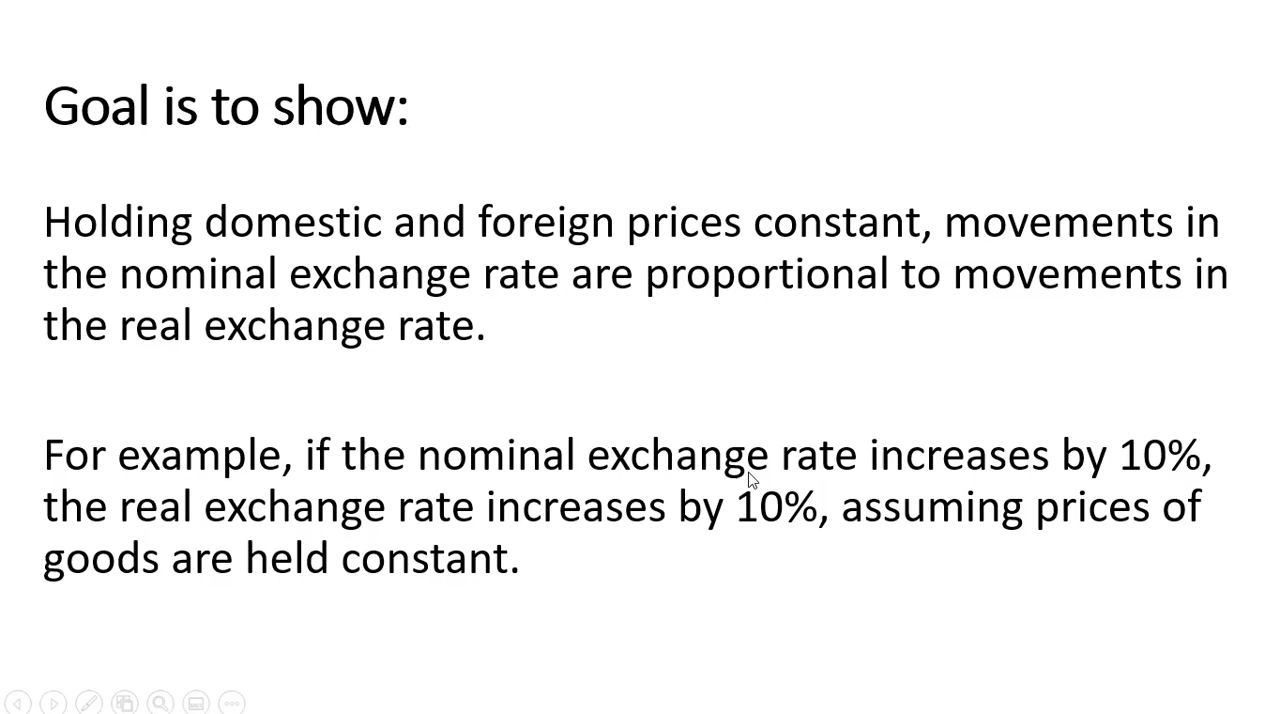 Goal is to show:
Holding domestic and foreign prices constant, movements in
the nominal exchange rate are proportional to movements in
the real exchange rate.
For example, if the nominal exchange rate increases by 10%,
the real exchange rate increases by 10%, assuming prices of
goods are held constant.